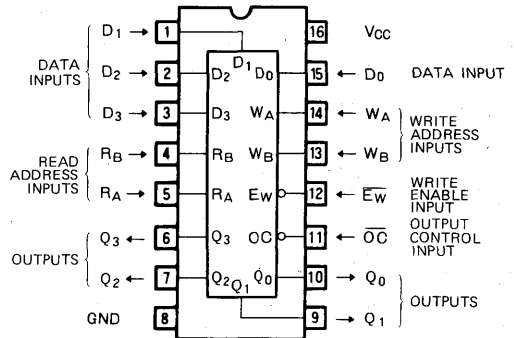 D1 1 16 VCC
DATA INPUTS
D1
D2 2 D2 D0 15 D0 DATA INPUT
D3 3 D3 WA 14 WA
WRITE ADDRESS INPUTS
RB 4 RB WB 13 WB
READ ADDRESS INPUTS
RA 5 RA EW 12 E̅W̅ WRITE ENABLE INPUT
Q3 6 Q3 OC 11 O̅C̅ OUTPUT CONTROL INPUT
OUTPUTS
Q2 7 Q2 Q1 Q0 10 Q0
OUTPUTS
GND 8 9 Q1